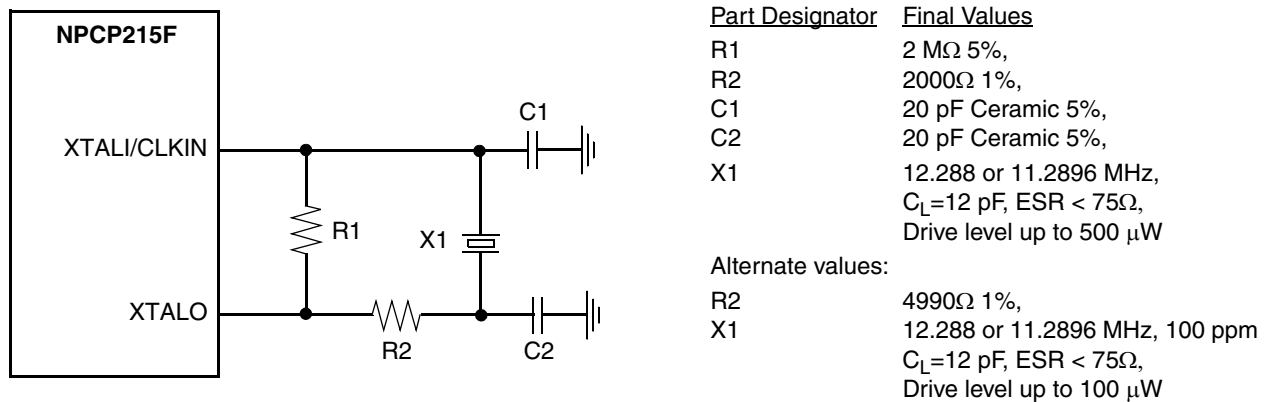 NPCP215F
XTALI/CLKIN
XTALO
R1
R2
X1
C1
C2
Part Designator Final Values
R1 2 MΩ 5%,
R2 2000Ω 1%,
C1 20 pF Ceramic 5%,
C2 20 pF Ceramic 5%,
X1 12.288 or 11.2896 MHz,
CL=12 pF, ESR < 75Ω,
Drive level up to 500 μW
Alternate values:
R2 4990Ω 1%,
X1 12.288 or 11.2896 MHz, 100 ppm
CL=12 pF, ESR < 75Ω,
Drive level up to 100 μW